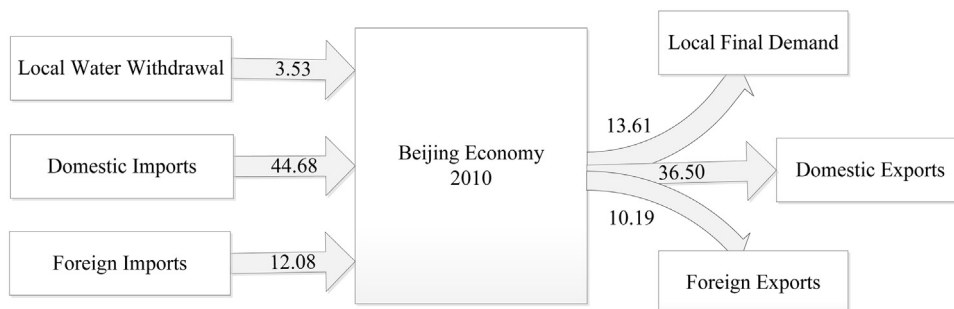 Local Water Withdrawal
3.53
Domestic Imports
44.68
Foreign Imports
12.08
Beijing Economy
2010
Local Final Demand
13.61
36.50
Domestic Exports
10.19
Foreign Exports